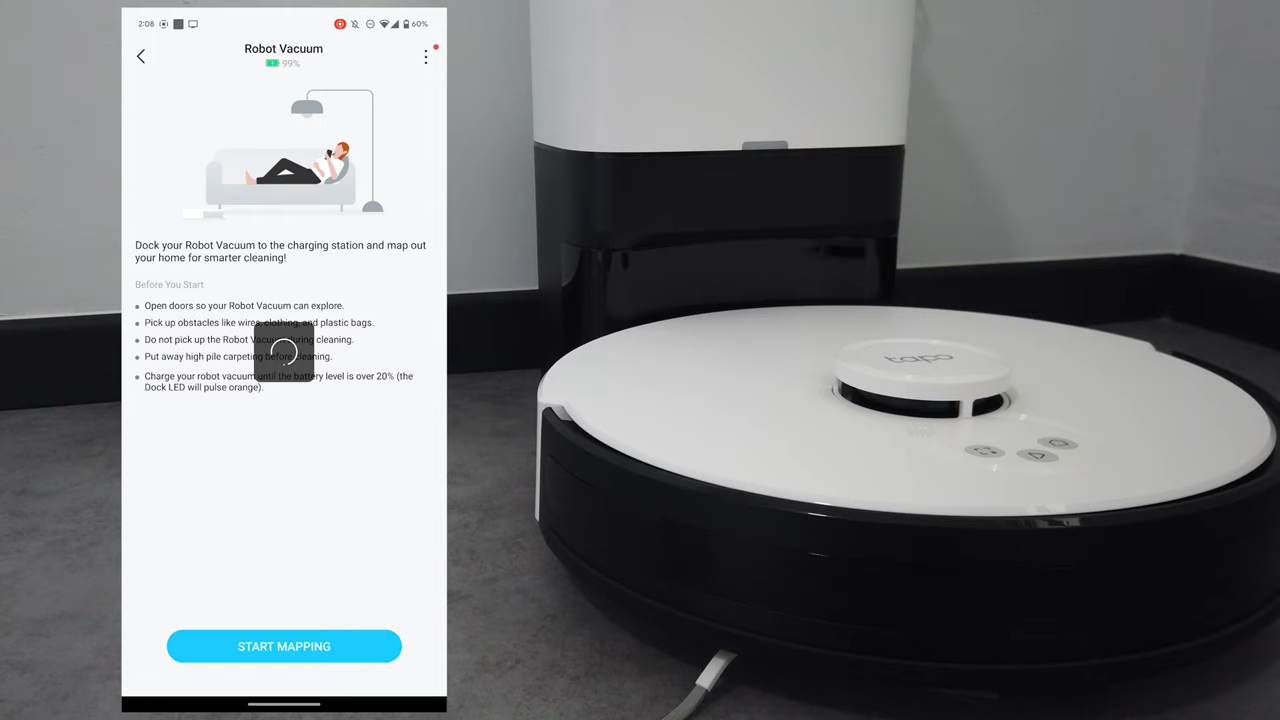 2:08
60%
Robot Vacuum
99%
Dock your Robot Vacuum to the charging station and map out
your home for smarter cleaning!
Before You Start
Open doors so your Robot Vacuum can explore.
Pick up obstacles like wires, clothing, and plastic bags.
Do not pick up the Robot Vacuum during cleaning.
Put away high pile carpeting before cleaning.
Charge your robot vacuum until the battery level is over 20% (the
Dock LED will pulse orange).
START MAPPING
tapo